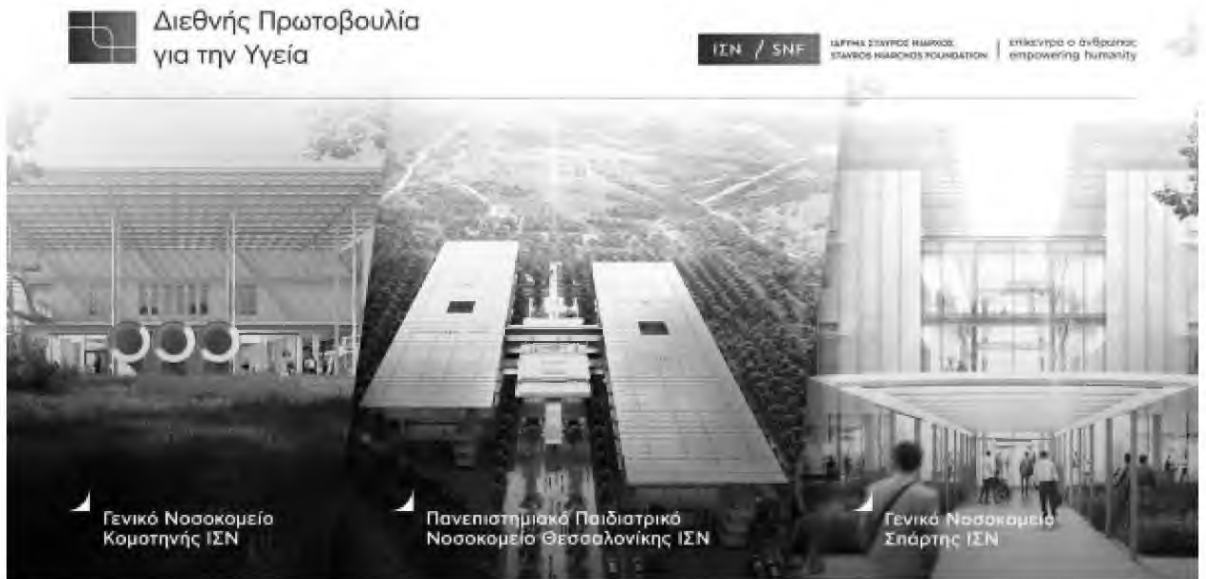 Διεθνής Πρωτοβουλία
για την Υγεία
ΙΣΝ / SNF
ΙΔΡΥΜΑ ΣΤΑΥΡΟΣ ΝΙΑΡΧΟΣ
STAVROS NIARCHOS FOUNDATION
επίκεντρο ο άνθρωπος
empowering humanity
Γενικό Νοσοκομείο
Κομοτηνής ΙΣΝ
Πανεπιστημιακό Παιδιατρικό
Νοσοκομείο Θεσσαλονίκης ΙΣΝ
Γενικό Νοσοκομείο
Σπάρτης ΙΣΝ